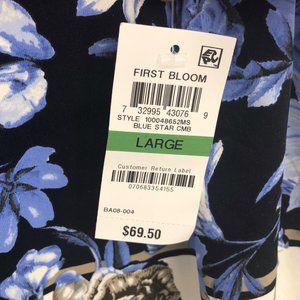 FIRST BLOOM
7 32995 43076 9
STYLE 100048652MS
BLUE STAR CMB
LARGE
Customer Return Label
070683354155
BA08-004
$69.50